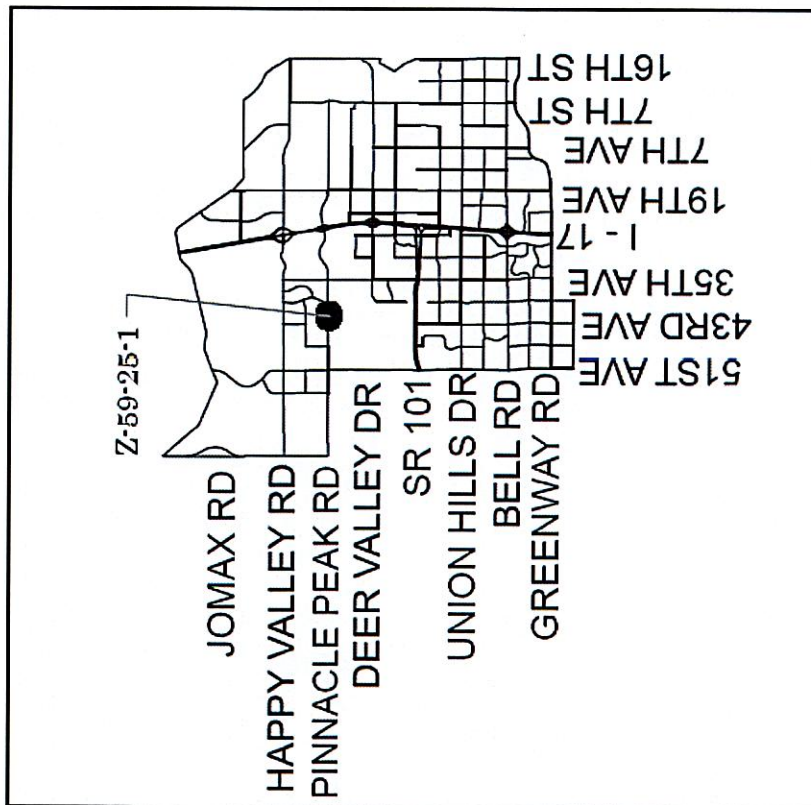 Z-59-25-1
JOMAX RD
HAPPY VALLEY RD
PINNACLE PEAK RD
DEER VALLEY DR
SR 101
UNION HILLS DR
BELL RD
GREENWAY RD
51ST AVE
43RD AVE
35TH AVE
I - 17
19TH AVE
7TH AVE
7TH ST
16TH ST